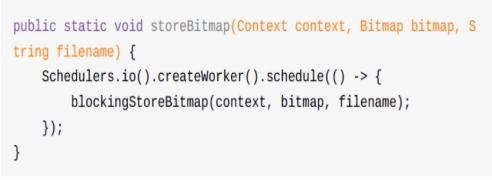 public static void storeBitmap(Context context, Bitmap bitmap, S
tring filename) {
    Schedulers.io().createWorker().schedule(() -> {
        blockingStoreBitmap(context, bitmap, filename);
    });
}